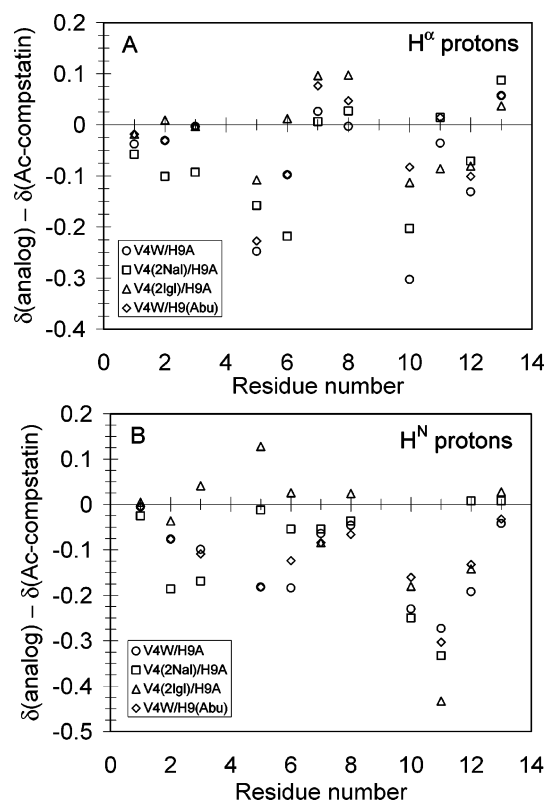 A
Hα protons
δ(analog) – δ(Ac-compstatin)
0.2
0.1
0
-0.1
-0.2
-0.3
-0.4
V4W/H9A
V4(2Nal)/H9A
V4(2Igl)/H9A
V4W/H9(Abu)
0 2 4 6 8 10 12 14
Residue number
B
HN protons
δ(analog) – δ(Ac-compstatin)
0.2
0.1
0
-0.1
-0.2
-0.3
-0.4
-0.5
V4W/H9A
V4(2Nal)/H9A
V4(2Igl)/H9A
V4W/H9(Abu)
0 2 4 6 8 10 12 14
Residue number